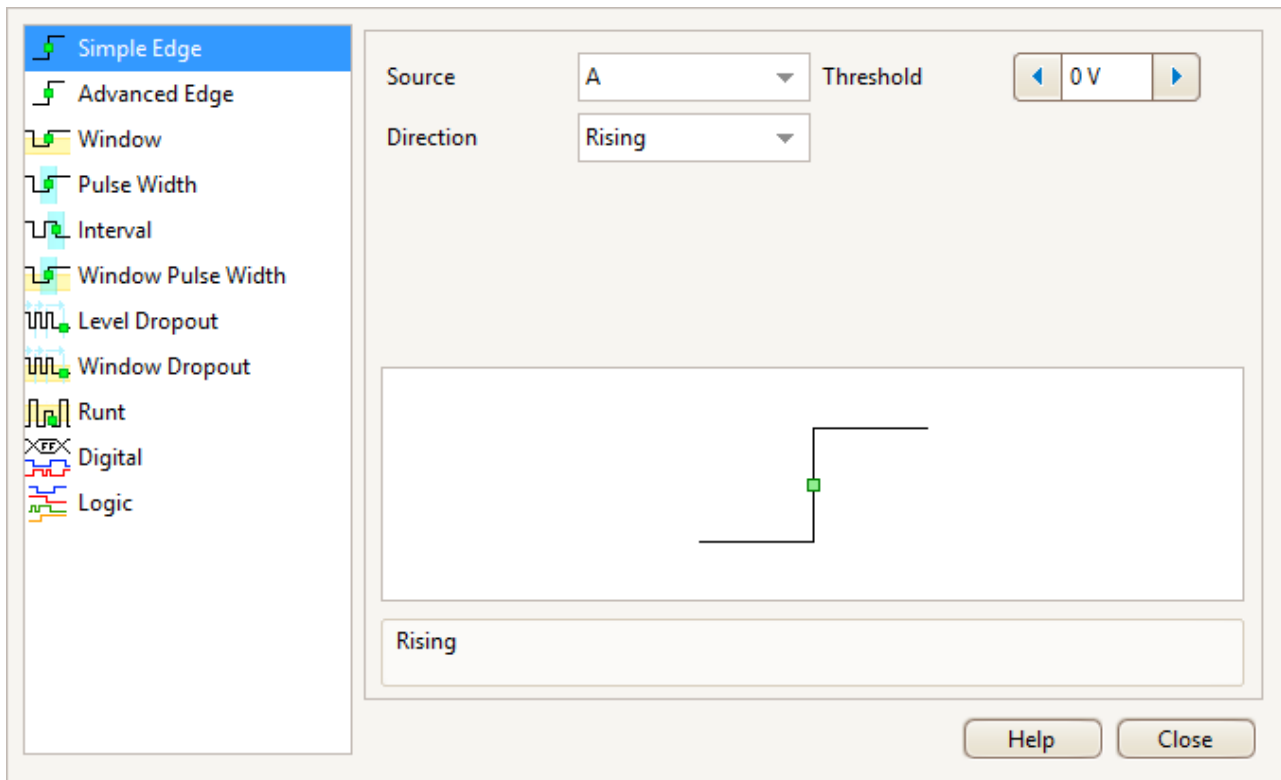 Simple Edge
Advanced Edge
Window
Pulse Width
Interval
Window Pulse Width
Level Dropout
Window Dropout
Runt
FF
Digital
Logic
Source A Threshold 0 V
Direction Rising
Rising
Help Close